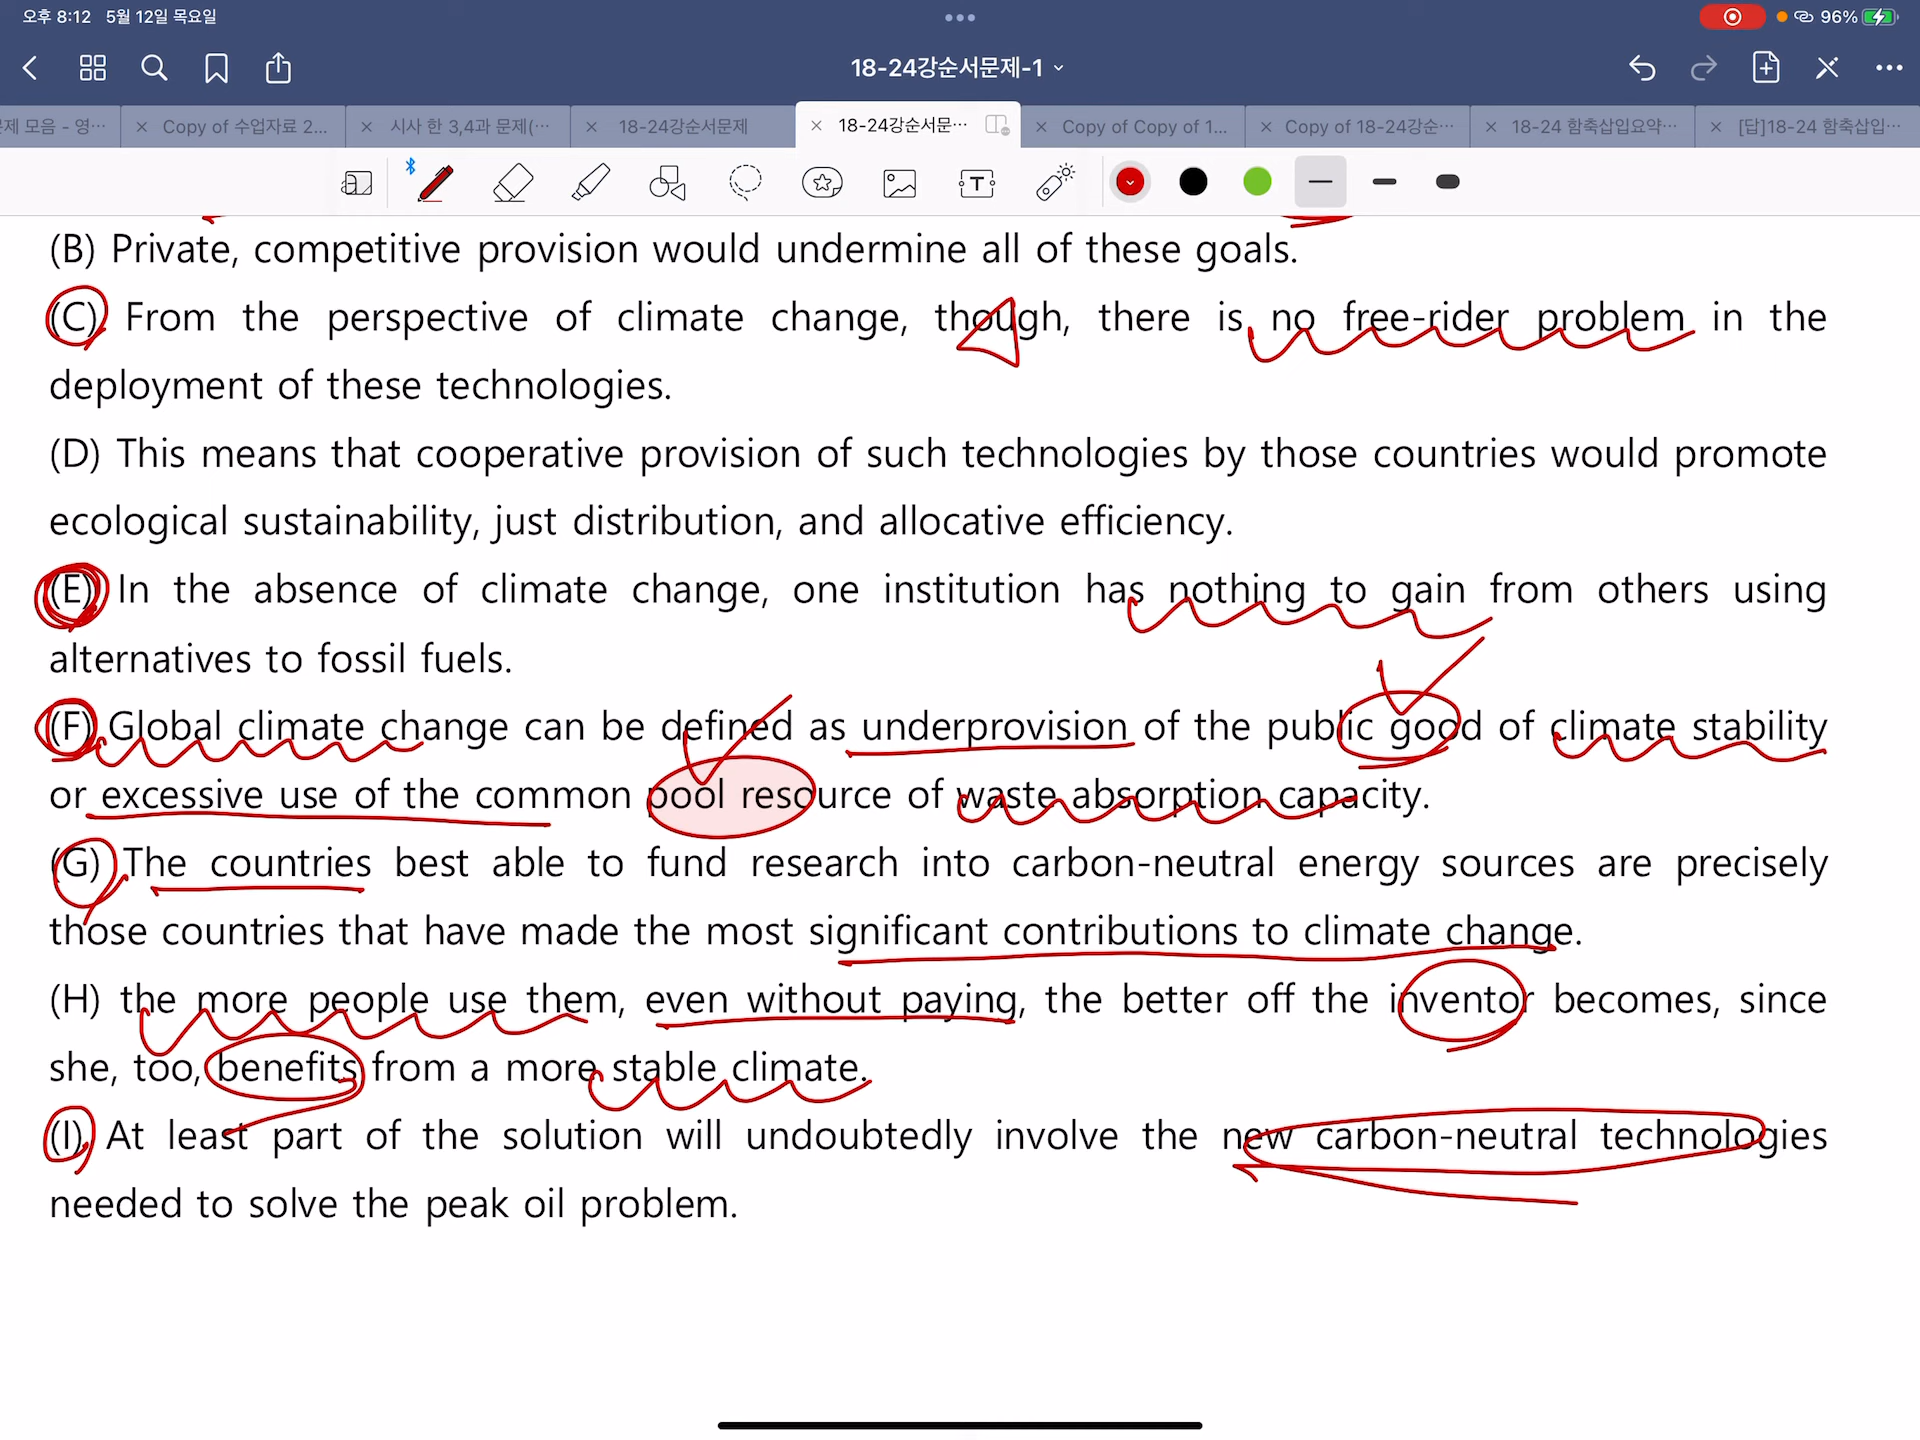 오후 8:12 5월 12일 목요일
96%
18-24강순서문제-1
제 모음 - 영…
Copy of 수업자료 2...
시사 한 3,4과 문제(…
18-24강순서문제
18-24강순서문…
Copy of Copy of 1...
Copy of 18-24강순…
18-24 함축삽입요약…
[답]18-24 함축삽입…
(B) Private, competitive provision would undermine all of these goals.
(C) From the perspective of climate change, though, there is no free-rider problem in the
deployment of these technologies.
(D) This means that cooperative provision of such technologies by those countries would promote
ecological sustainability, just distribution, and allocative efficiency.
(E) In the absence of climate change, one institution has nothing to gain from others using
alternatives to fossil fuels.
(F) Global climate change can be defined as underprovision of the public good of climate stability
or excessive use of the common pool resource of waste absorption capacity.
(G) The countries best able to fund research into carbon-neutral energy sources are precisely
those countries that have made the most significant contributions to climate change.
(H) the more people use them, even without paying, the better off the inventor becomes, since
she, too, benefits from a more stable climate.
(I) At least part of the solution will undoubtedly involve the new carbon-neutral technologies
needed to solve the peak oil problem.